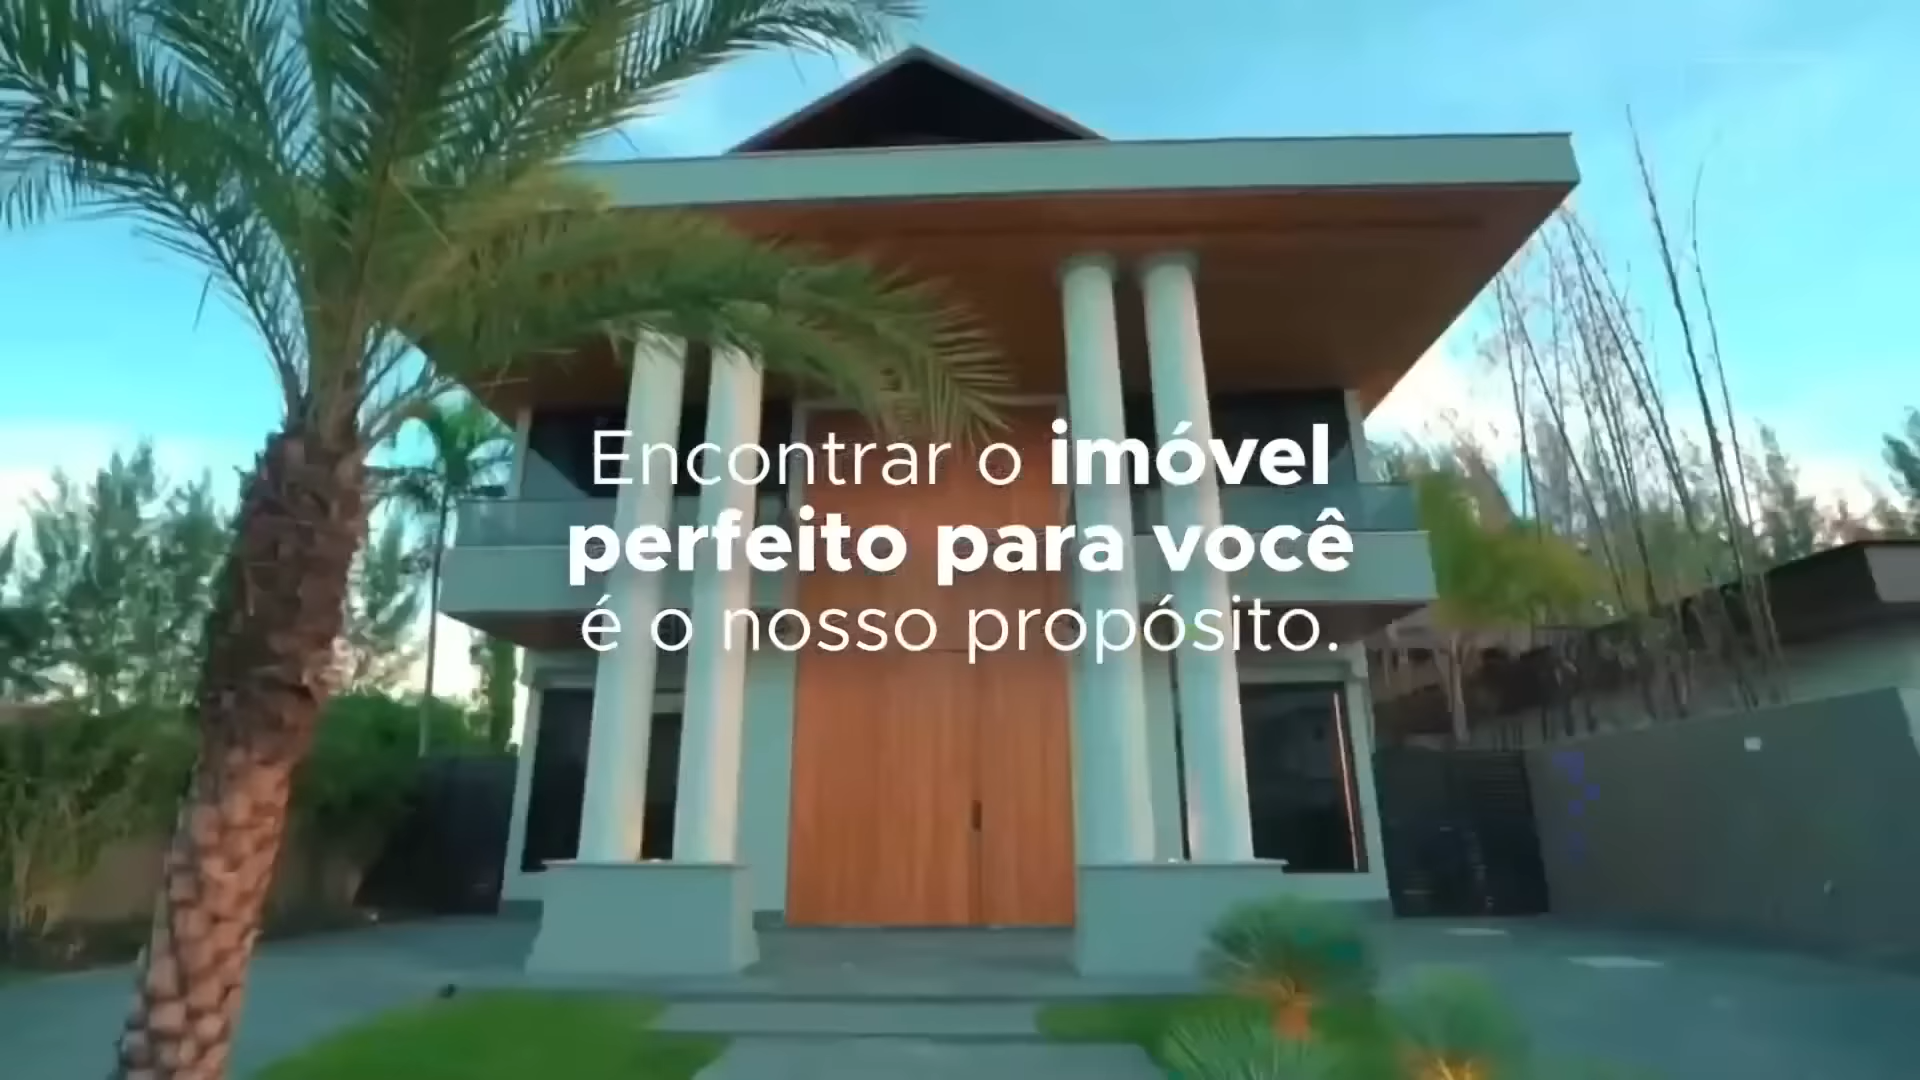 Encontrar o imóvel
perfeito para você
é o nosso propósito.